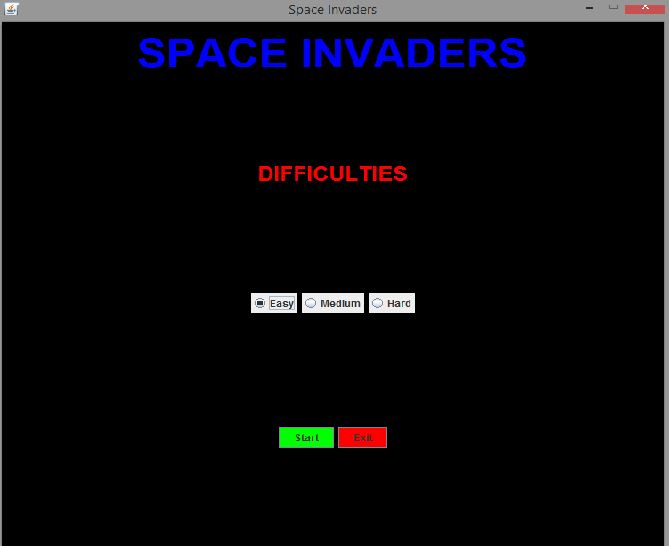 Space Invaders
SPACE INVADERS
DIFFICULTIES
Easy Medium Hard
Start Exit